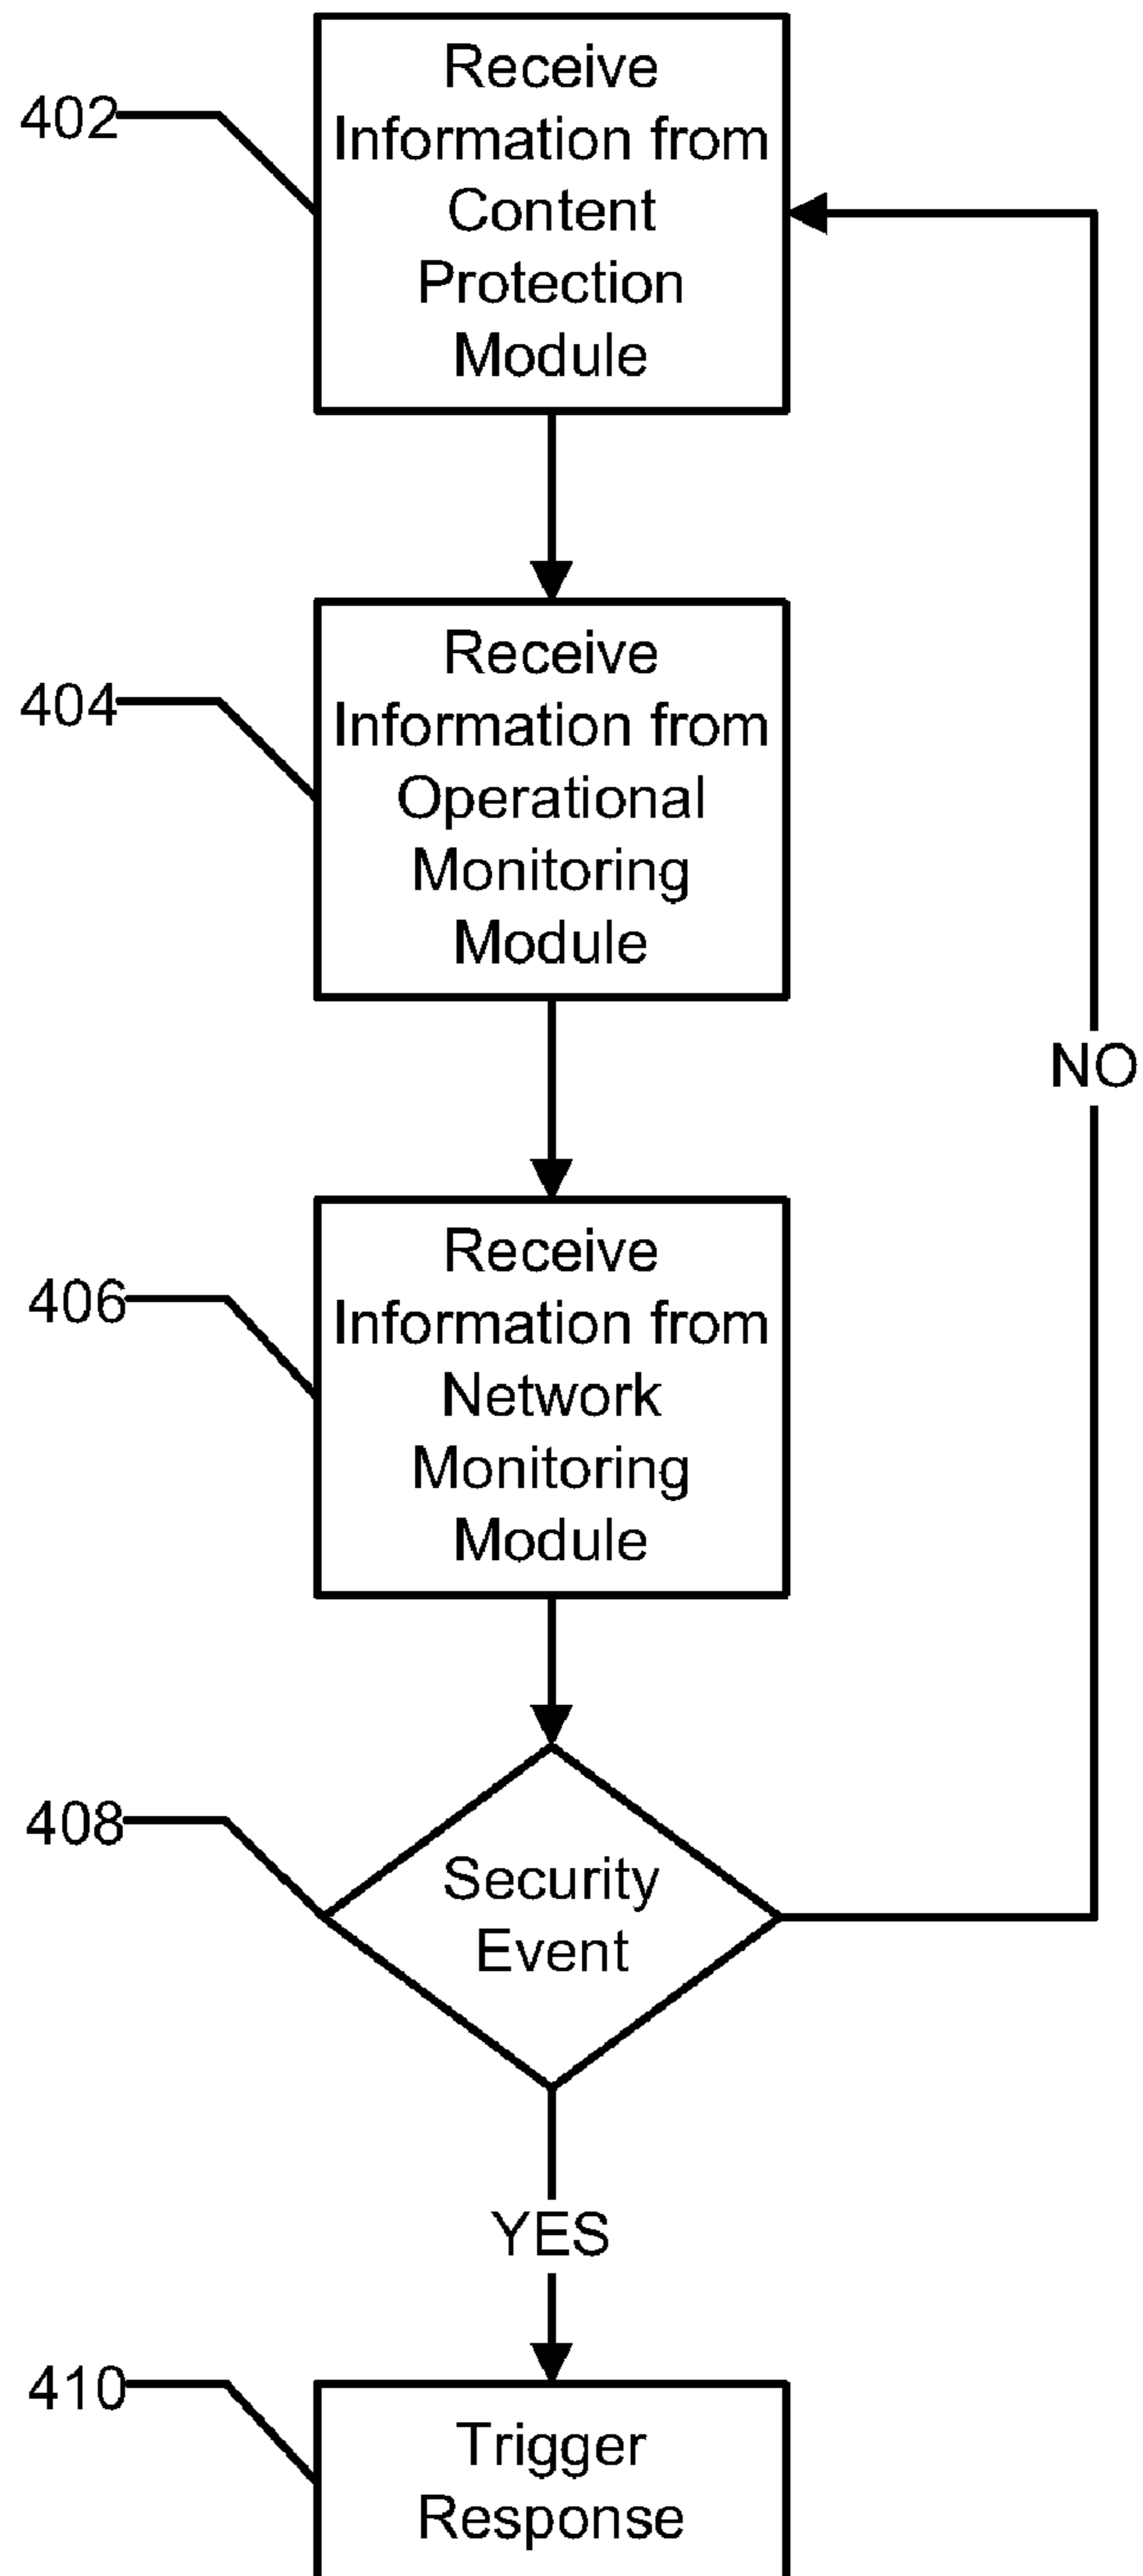 402
Receive
Information from
Content
Protection
Module
404
Receive
Information from
Operational
Monitoring
Module
NO
406
Receive
Information from
Network
Monitoring
Module
408
Security
Event
YES
410
Trigger
Response